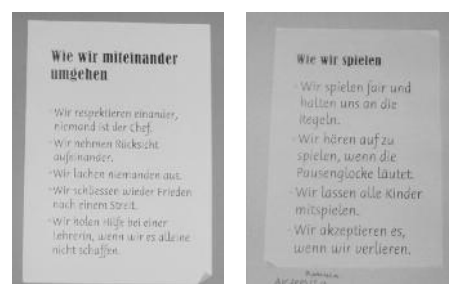 Wie wir miteinander
umgehen
- Wir respektieren einander,
niemand ist der Chef.
- Wir nehmen Rücksicht
aufeinander.
- Wir lachen niemanden aus.
- Wir schliessen wieder Frieden
nach einem Streit.
- Wir holen Hilfe bei einer
Lehrerin, wenn wir es alleine
nicht schaffen.
Wie wir spielen
- Wir spielen fair und
halten uns an die
Regeln.
- Wir hören auf zu
spielen, wenn die
Pausenglocke läutet.
- Wir lassen alle Kinder
mitspielen.
- Wir akzeptieren es,
wenn wir verlieren.